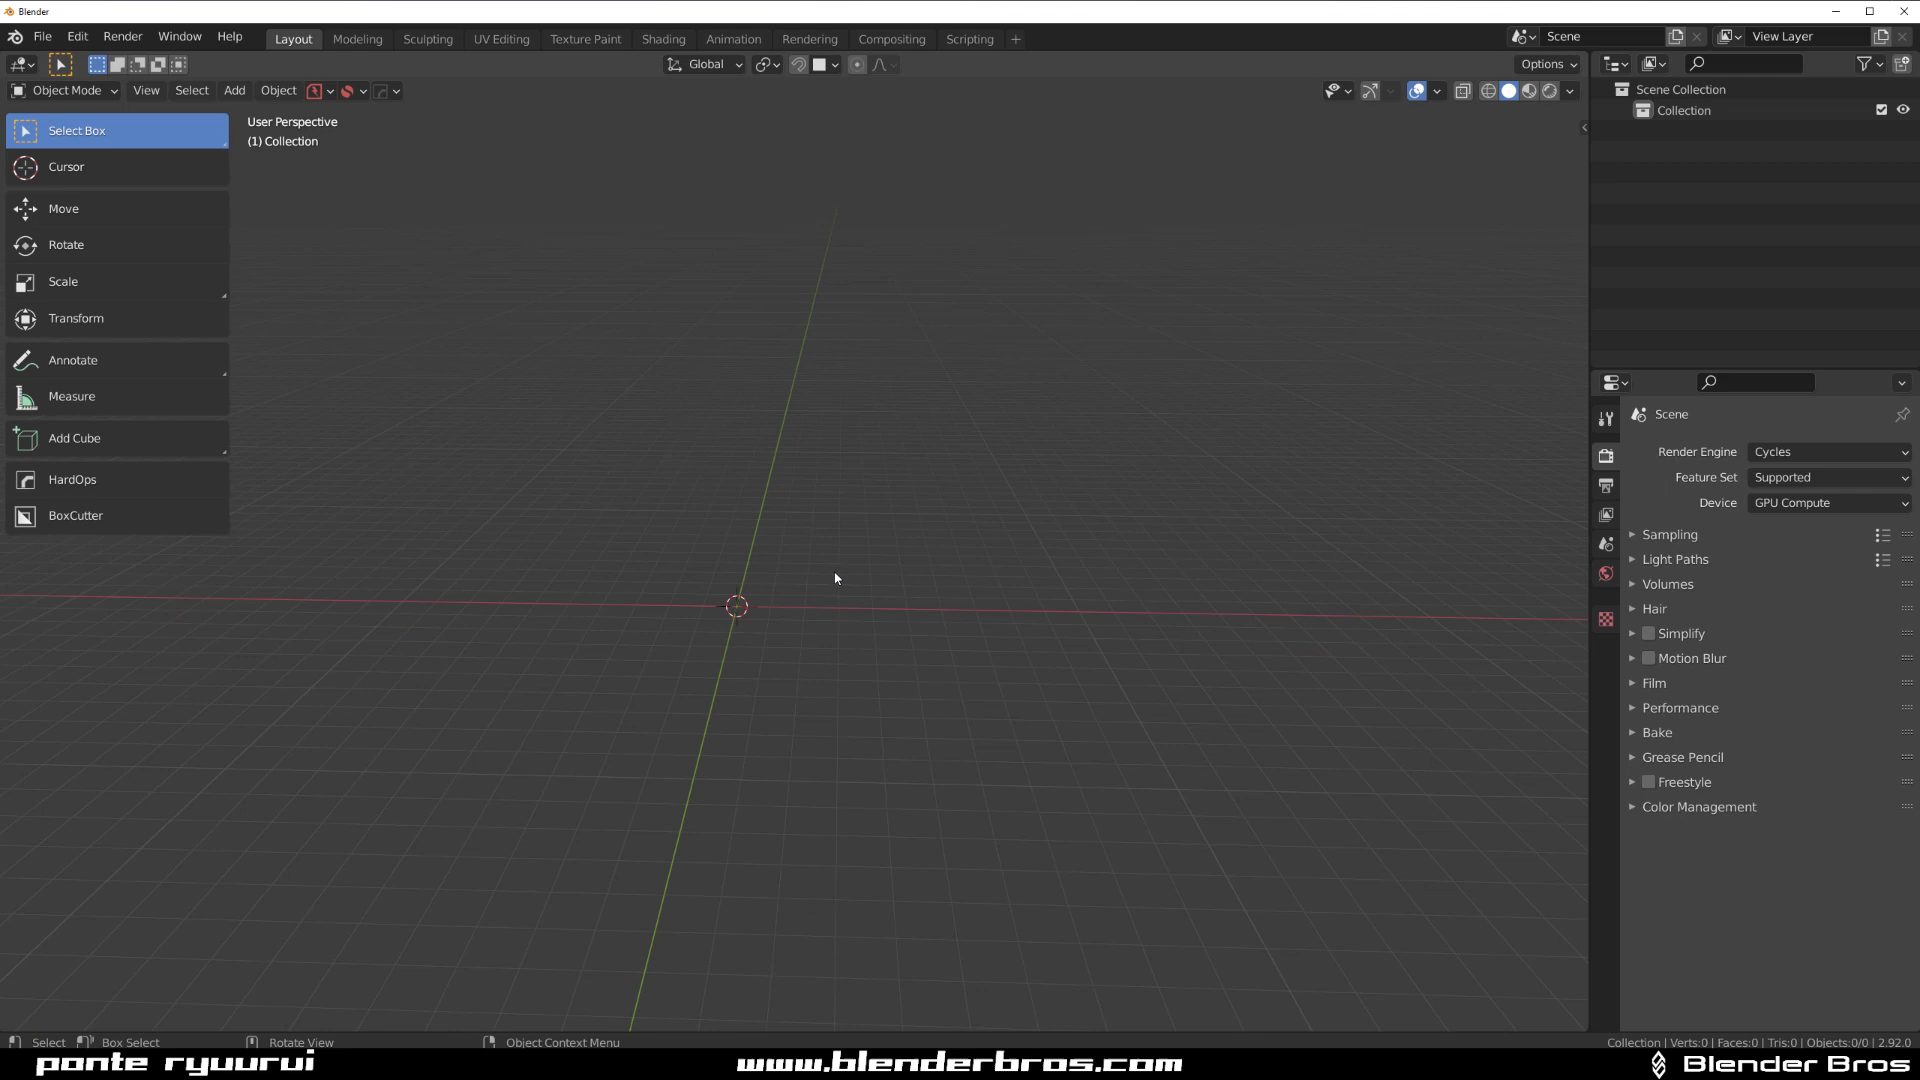 Blender
File Edit Render Window Help Layout Modeling Sculpting UV Editing Texture Paint Shading Animation Rendering Compositing Scripting Scene View Layer
Global Options
Object Mode View Select Add Object
User Perspective
(1) Collection
Select Box
Cursor
Move
Rotate
Scale
Transform
Annotate
Measure
Add Cube
HardOps
BoxCutter
Scene Collection
Collection
Scene
Render Engine Cycles
Feature Set Supported
Device GPU Compute
Sampling
Light Paths
Volumes
Hair
Simplify
Motion Blur
Film
Performance
Bake
Grease Pencil
Freestyle
Color Management
Select Box Select Rotate View Object Context Menu Collection | Verts:0 | Faces:0 | Tris:0 | Objects:0/0 | 2.92.0
ponte ryuurui www.blenderbros.com Blender Bros